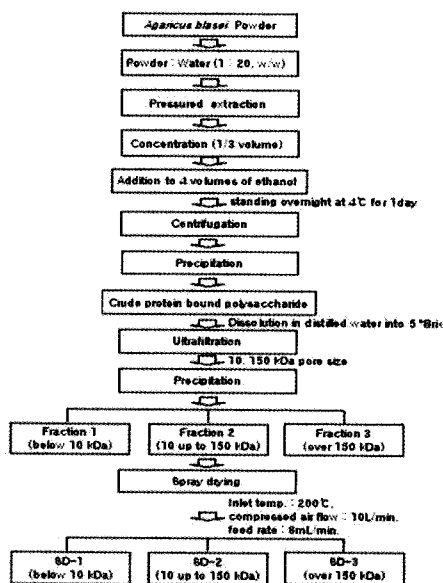 Agaricus blasei Powder
Powder : Water (1 : 20, w/w)
Pressured extraction
Concentration (1/3 volume)
Addition to 4 volumes of ethanol
standing overnight at 4℃ for 1day
Centrifugation
Precipitation
Crude protein bound polysaccharide
Dissolution in distilled water into 5 °Bri
Ultrafiltration
10, 150 kDa pore size
Precipitation
Fraction 1 Fraction 2 Fraction 3
(below 10 kDa) (10 up to 150 kDa) (over 150 kDa)
Spray drying
Inlet temp. : 200℃,
compressed air flow : 10L/min.
feed rate : 8mL/min.
SD-1 SD-2 SD-3
(below 10 kDa) (10 up to 150 kDa) (over 150 kDa)